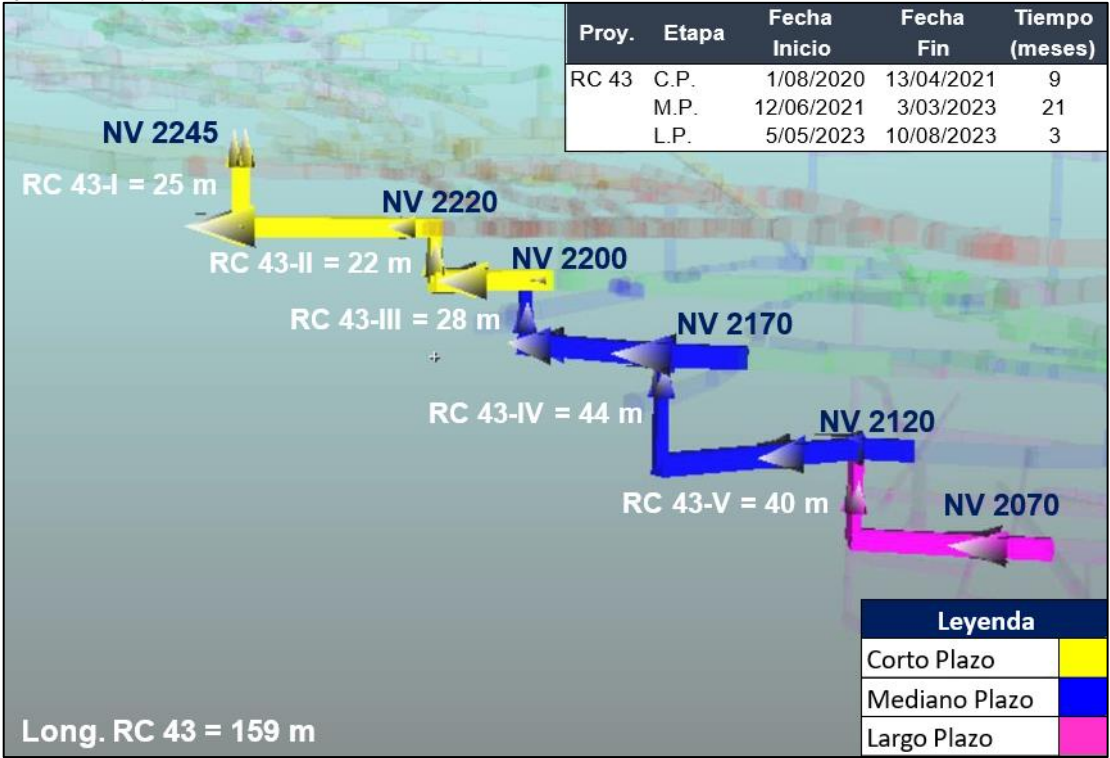 Proy. Etapa Fecha Inicio Fecha Fin Tiempo (meses)
RC 43 C.P. 1/08/2020 13/04/2021 9
M.P. 12/06/2021 3/03/2023 21
L.P. 5/05/2023 10/08/2023 3
NV 2245
RC 43-I = 25 m
NV 2220
RC 43-II = 22 m
NV 2200
RC 43-III = 28 m
NV 2170
RC 43-IV = 44 m
NV 2120
RC 43-V = 40 m
NV 2070
Leyenda
Corto Plazo
Mediano Plazo
Largo Plazo
Long. RC 43 = 159 m